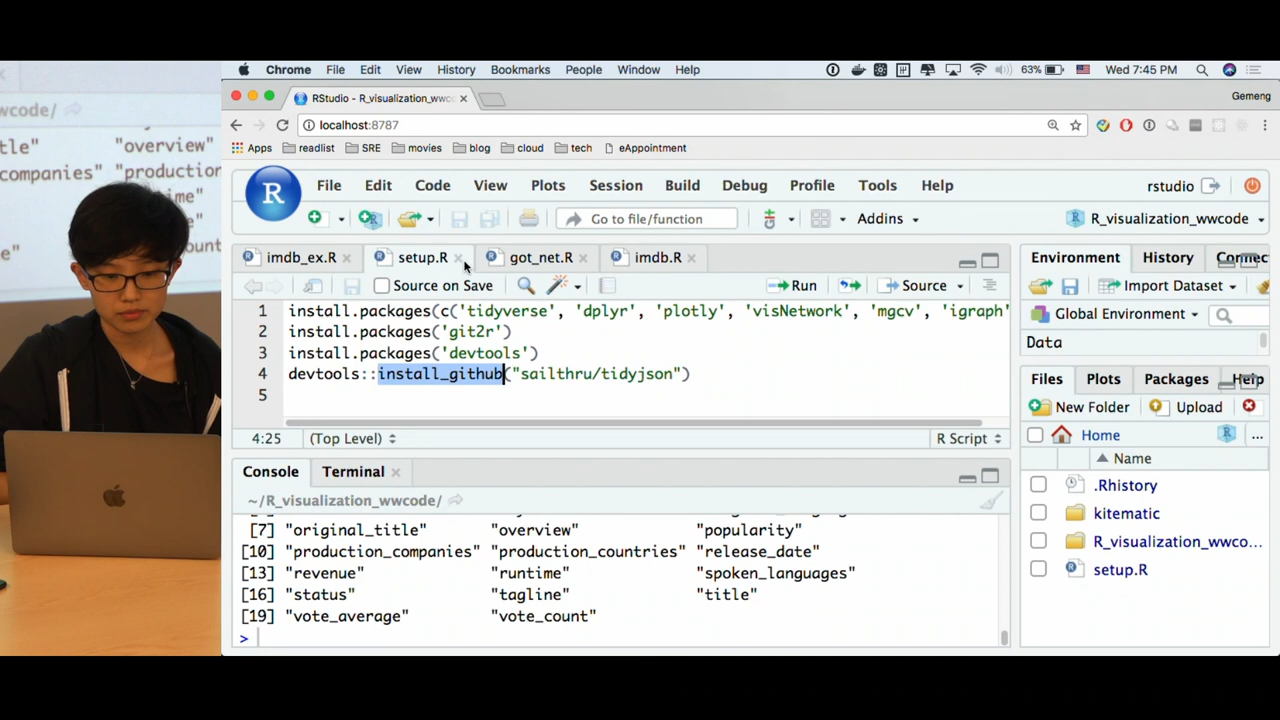 Chrome File Edit View History Bookmarks People Window Help 63% Wed 7:45 PM
RStudio - R_visualization_wwc
Gemeng
localhost:8787
Apps readlist SRE movies blog cloud tech eAppointment
R File Edit Code View Plots Session Build Debug Profile Tools Help rstudio
Go to file/function Addins R_visualization_wwcode
imdb_ex.R setup.R got_net.R imdb.R
Source on Save Run Source
1 install.packages(c('tidyverse', 'dplyr', 'plotly', 'visNetwork', 'mgcv', 'igraph'
2 install.packages('git2r')
3 install.packages('devtools')
4 devtools::install_github("sailthru/tidyjson")
5
4:25 (Top Level) R Script
Console Terminal
~/R_visualization_wwcode/
[7] "original_title" "overview" "popularity"
[10] "production_companies" "production_countries" "release_date"
[13] "revenue" "runtime" "spoken_languages"
[16] "status" "tagline" "title"
[19] "vote_average" "vote_count"
>
Environment History Connec
Import Dataset
Global Environment
Data
Files Plots Packages Help
New Folder Upload
Home R ...
Name
.Rhistory
kitematic
R_visualization_wwco...
setup.R
wcode/
tle" "overview"
companies" "production
time"
ount